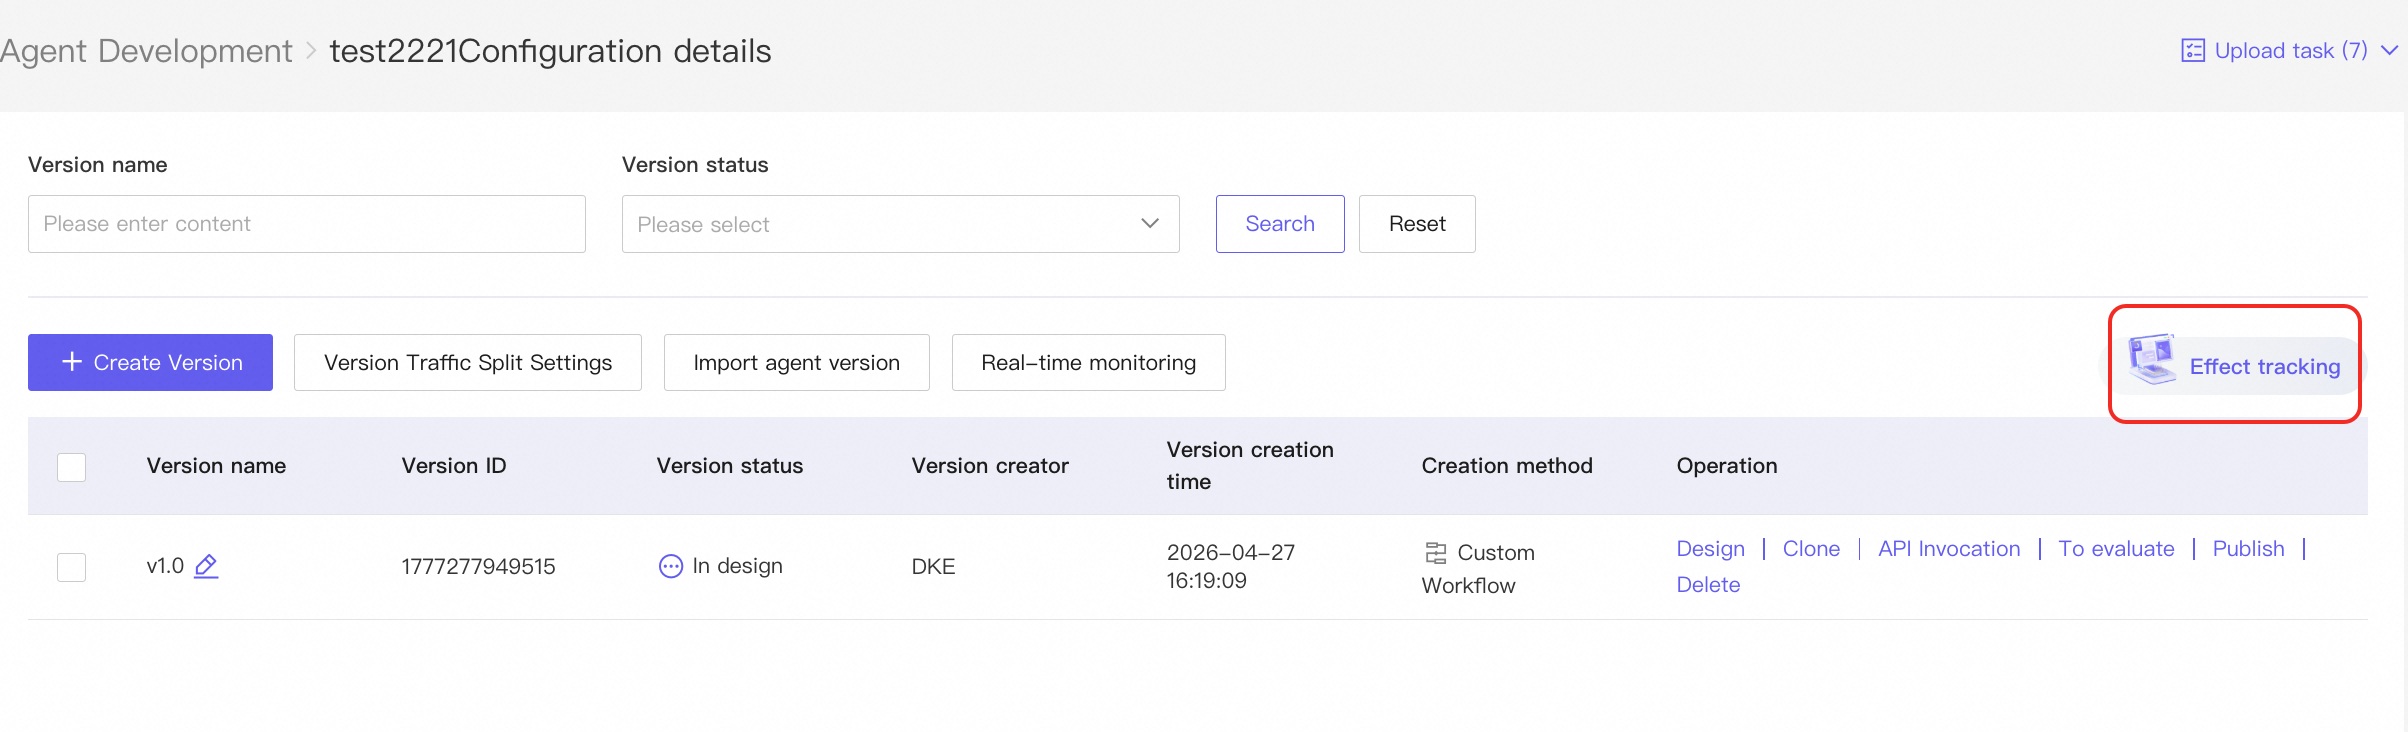 Agent Development > test2221Configuration details
Upload task (7)
Version name
Version status
Please enter content
Please select
Search
Reset
+ Create Version
Version Traffic Split Settings
Import agent version
Real-time monitoring
Effect tracking
Version name
Version ID
Version status
Version creator
Version creation
time
Creation method
Operation
v1.0
1777277949515
In design
DKE
2026-04-27
16:19:09
Custom
Workflow
Design | Clone | API Invocation | To evaluate | Publish |
Delete